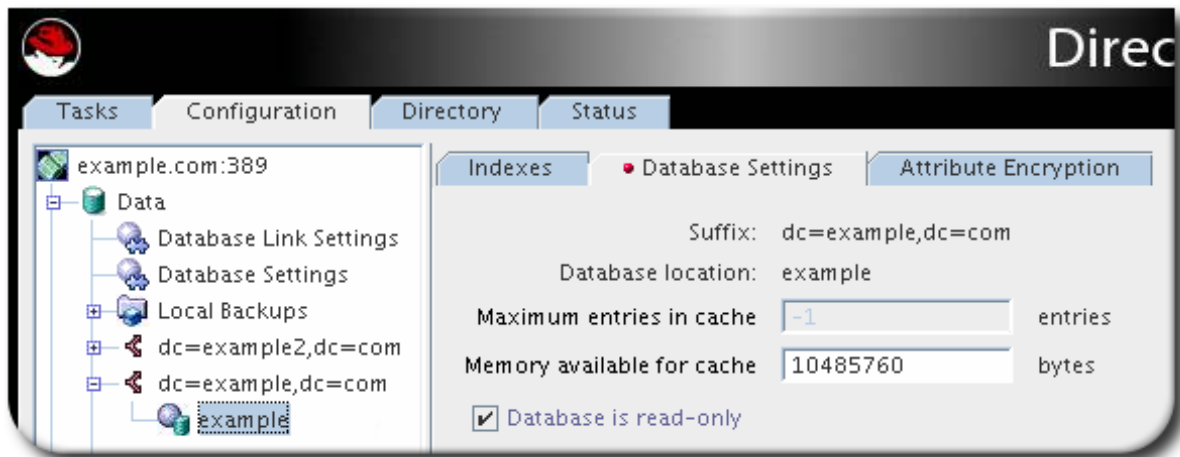 Direc
Tasks Configuration Directory Status
example.com:389
Data
Database Link Settings
Database Settings
Local Backups
dc=example2,dc=com
dc=example,dc=com
example
Indexes Database Settings Attribute Encryption
Suffix: dc=example,dc=com
Database location: example
Maximum entries in cache -1 entries
Memory available for cache 10485760 bytes
Database is read-only